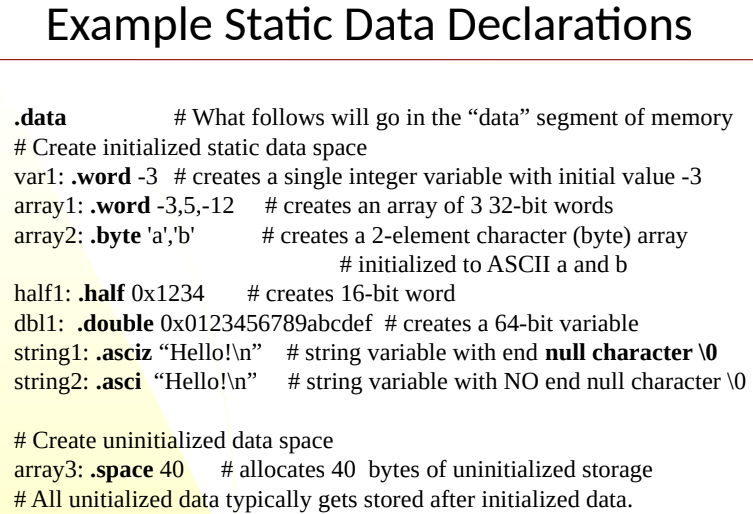 Example Static Data Declarations
.data # What follows will go in the “data” segment of memory
# Create initialized static data space
var1: .word -3 # creates a single integer variable with initial value -3
array1: .word -3,5,-12 # creates an array of 3 32-bit words
array2: .byte 'a','b' # creates a 2-element character (byte) array
# initialized to ASCII a and b
half1: .half 0x1234 # creates 16-bit word
dbl1: .double 0x0123456789abcdef # creates a 64-bit variable
string1: .asciz “Hello!\n” # string variable with end null character \0
string2: .asci “Hello!\n” # string variable with NO end null character \0
# Create uninitialized data space
array3: .space 40 # allocates 40 bytes of uninitialized storage
# All unitialized data typically gets stored after initialized data.